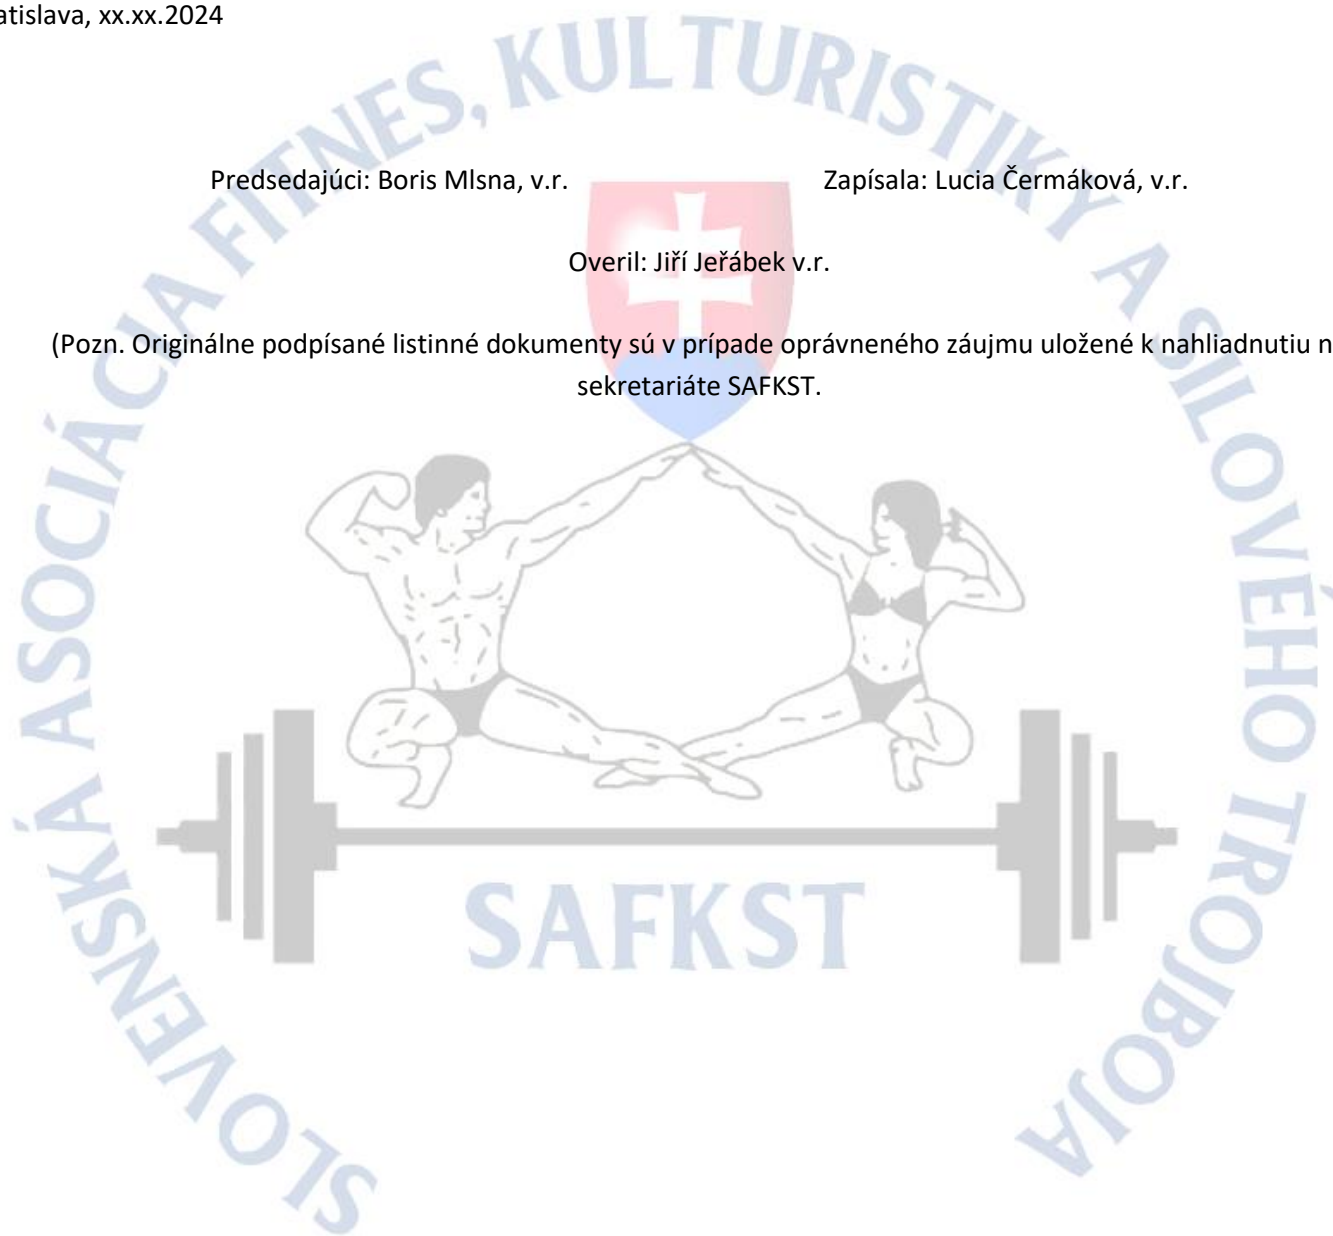 atislava, xx.xx.2024
Predsedajúci: Boris Mlsna, v.r. Zapísala: Lucia Čermáková, v.r.
Overil: Jiří Jeřábek v.r.
(Pozn. Originálne podpísané listinné dokumenty sú v prípade oprávneného záujmu uložené k nahliadnutiu n
sekretariáte SAFKST.
SLOVENSKÁ ASOCIÁCIA FITNES, KULTURISTIKY A SILOVÉHO TROJBOJA
SAFKST